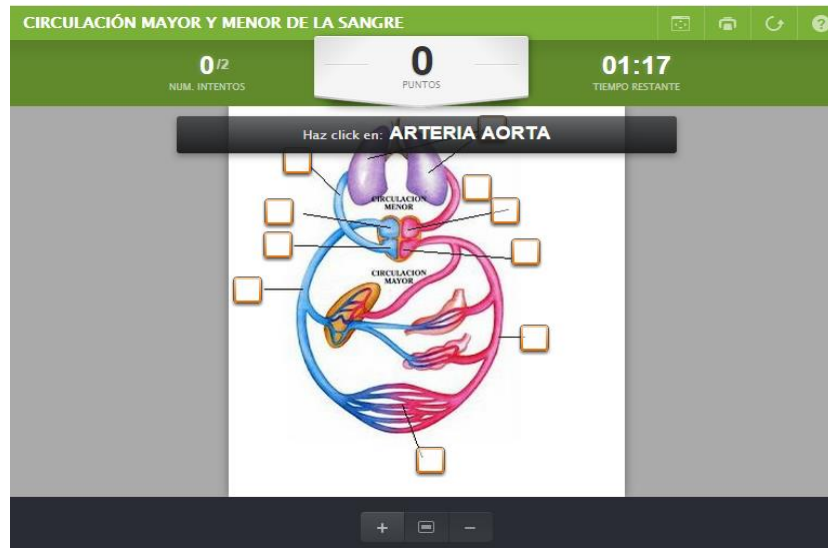 CIRCULACIÓN MAYOR Y MENOR DE LA SANGRE
0/2
NUM. INTENTOS
0
PUNTOS
01:17
TIEMPO RESTANTE
Haz click en: ARTERIA AORTA
CIRCULACION
MENOR
CIRCULACION
MAYOR